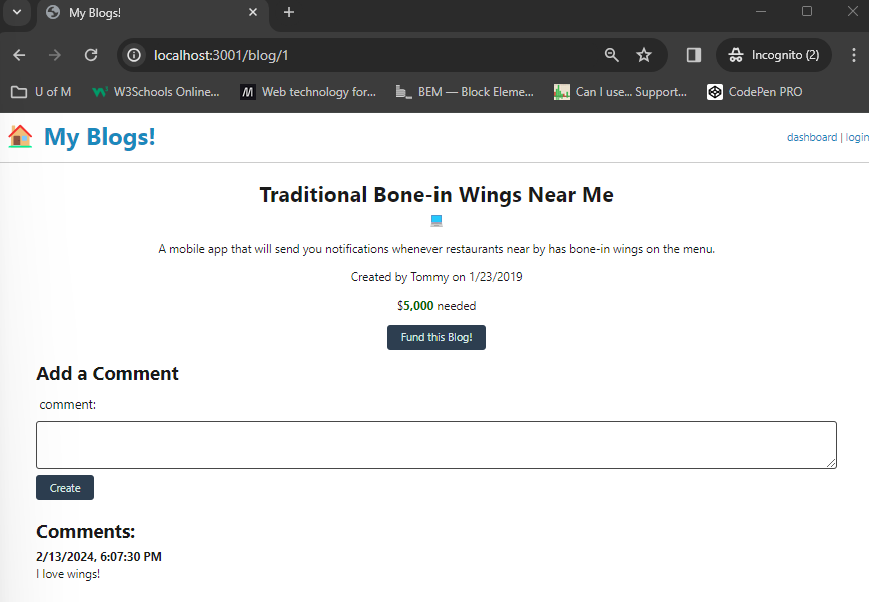 My Blogs!
localhost:3001/blog/1
Incognito (2)
U of M
W3Schools Online...
Web technology for...
BEM — Block Eleme...
Can I use... Support...
CodePen PRO
My Blogs!
dashboard | login
Traditional Bone-in Wings Near Me
A mobile app that will send you notifications whenever restaurants near by has bone-in wings on the menu.
Created by Tommy on 1/23/2019
$5,000 needed
Fund this Blog!
Add a Comment
comment:
Create
Comments:
2/13/2024, 6:07:30 PM
I love wings!